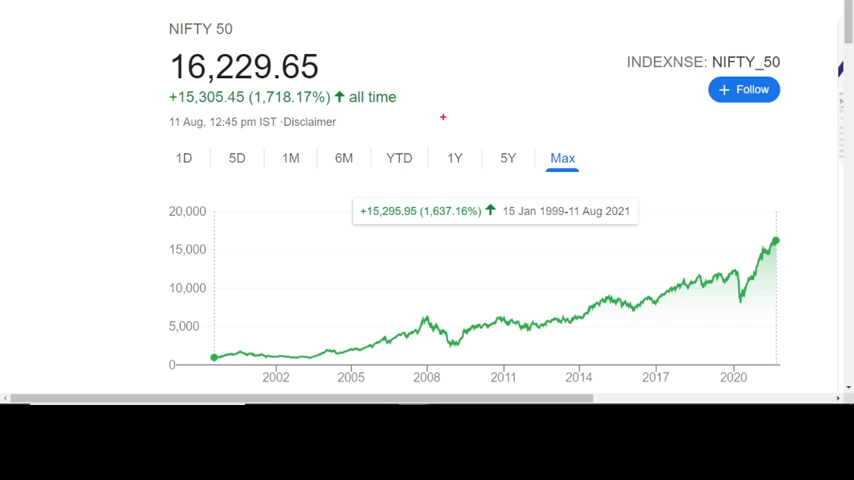 NIFTY 50
16,229.65
+15,305.45 (1,718.17%) ↑ all time
11 Aug, 12:45 pm IST ·Disclaimer
INDEXNSE: NIFTY_50
+ Follow
1D 5D 1M 6M YTD 1Y 5Y Max
+15,295.95 (1,637.16%) ↑ 15 Jan 1999-11 Aug 2021
20,000
15,000
10,000
5,000
0
2002 2005 2008 2011 2014 2017 2020